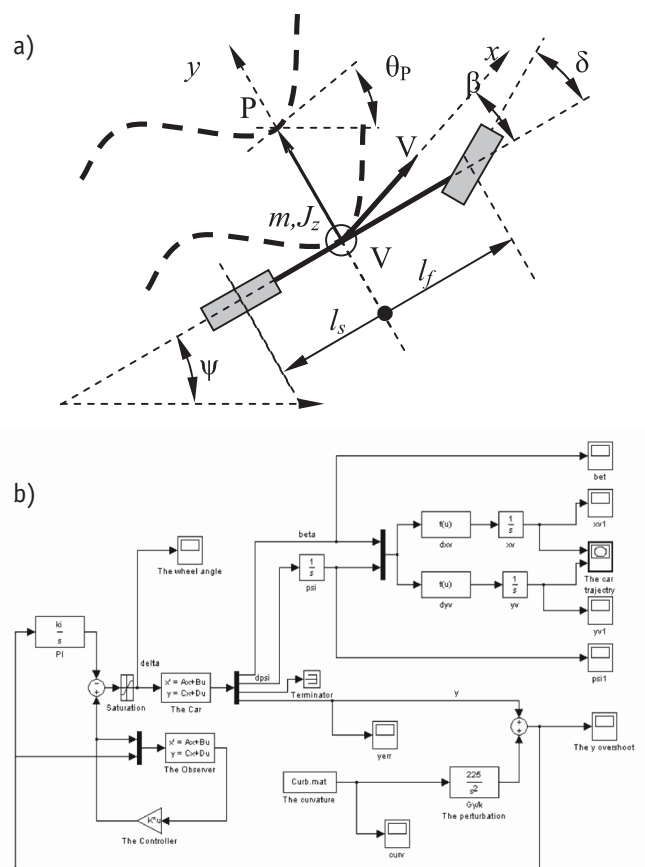 a)
y
x
δ
θP
β
P
V
m,Jz
V
lf
ls
ψ
b)
bet
beta
f(u)
dxv
1
s
xv
xv1
The wheel angle
1
s
psi
The car
trajectry
f(u)
dyv
1
s
yv
yv1
ki
s
PI
psi1
delta
dpsi
x' = Ax+Bu
y = Cx+Du
The Car
Saturation
Terminator
y
x' = Ax+Bu
y = Cx+Du
The Observer
yerr
The y overshoot
Curb.mat
The curvature
225
s2
Gy/k
The perturbation
K*u
The Controller
curv